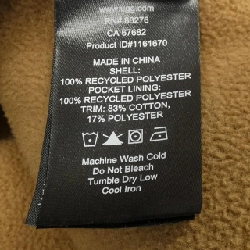 CA 67662
Product ID#1161670
MADE IN CHINA
SHELL:
100% RECYCLED POLYESTER
POCKET LINING:
100% RECYCLED POLYESTER
TRIM: 83% COTTON,
17% POLYESTER
Machine Wash Cold
Do Not Bleach
Tumble Dry Low
Cool Iron